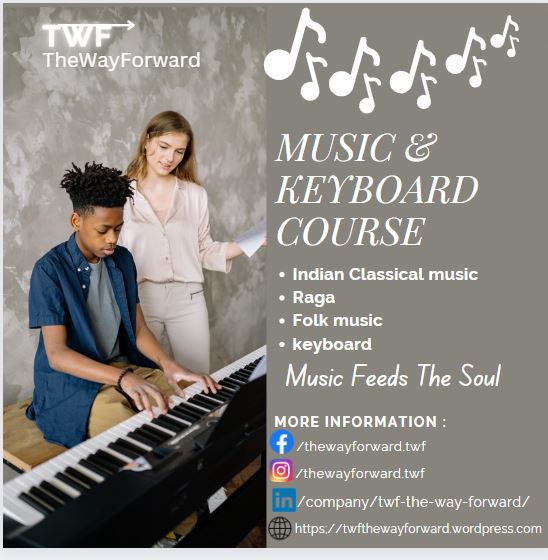 TWF
TheWayForward
MUSIC &
KEYBOARD
COURSE
• Indian Classical music
• Raga
• Folk music
• keyboard
Music Feeds The Soul
MORE INFORMATION :
/thewayforward.twf
/thewayforward.twf
/company/twf-the-way-forward/
https://twfthewayforward.wordpress.com